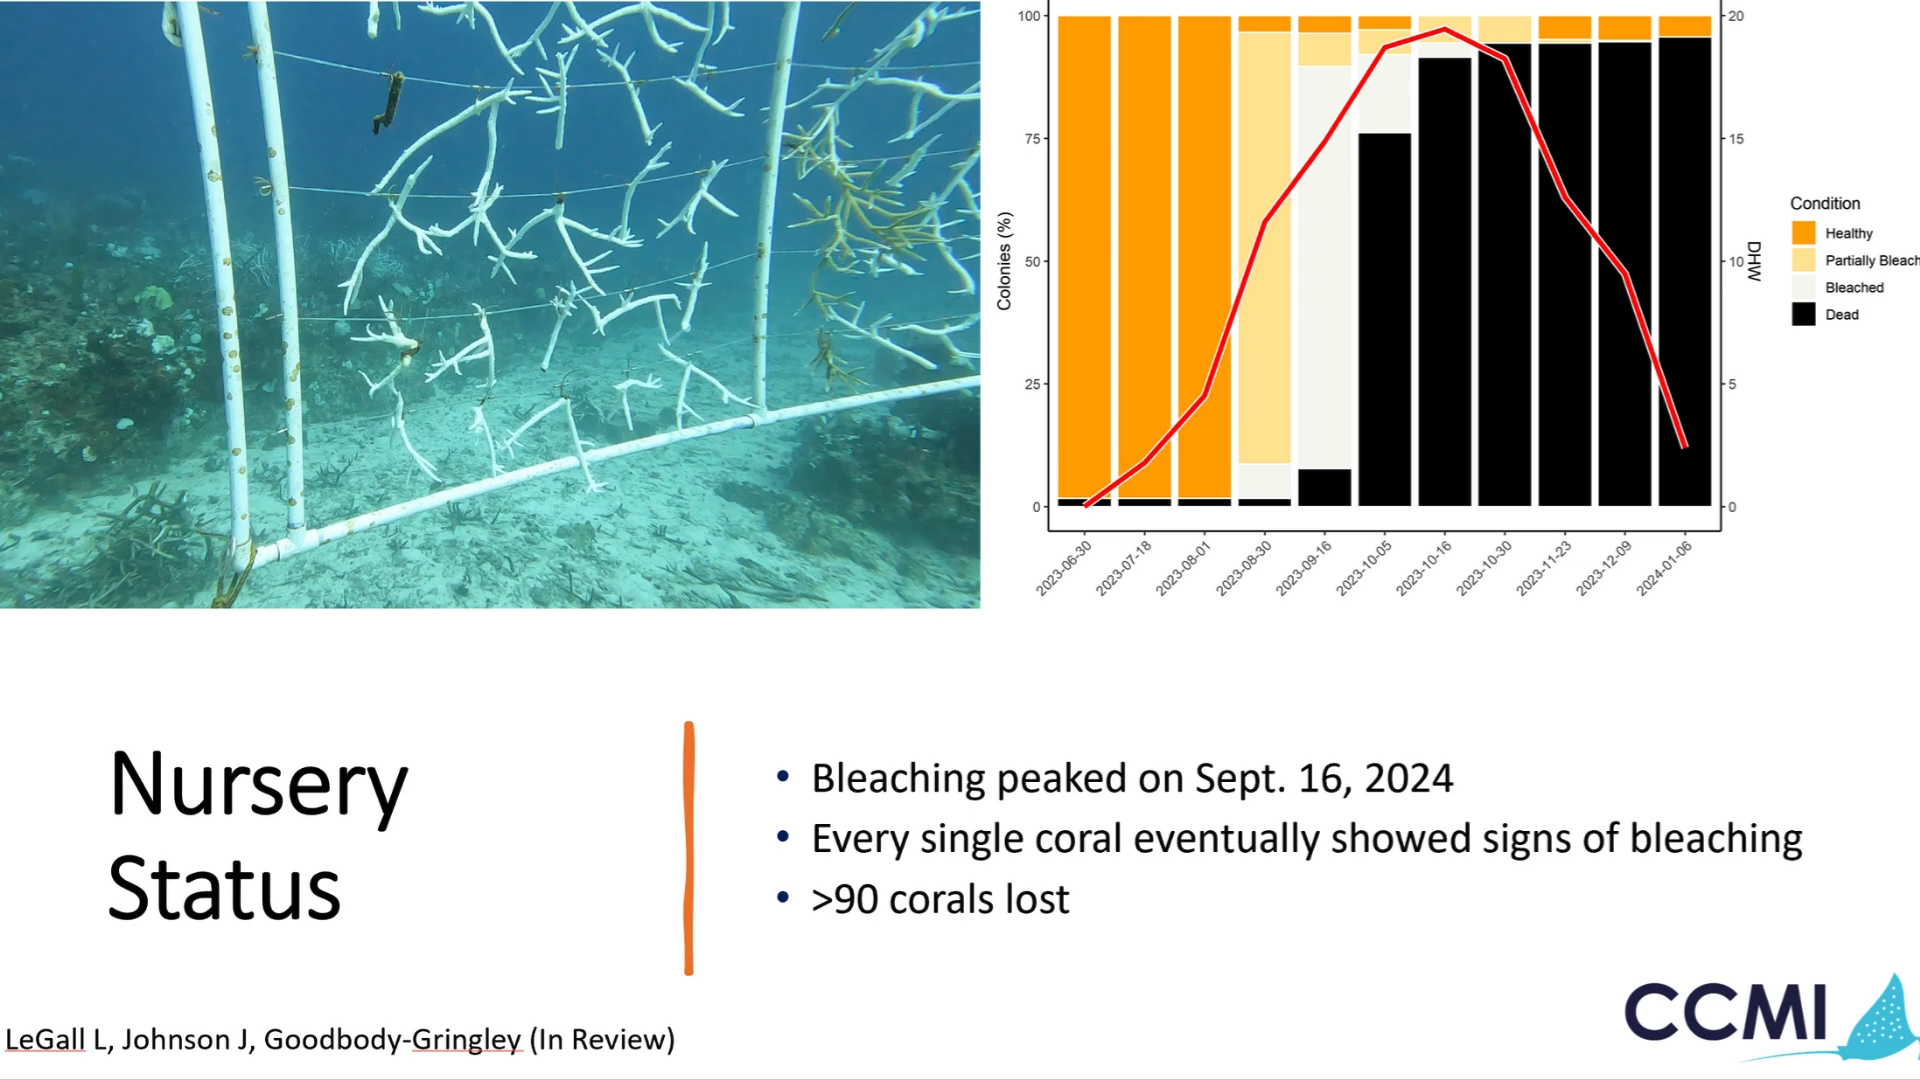 100
75
50
25
0
Colonies (%)
20
15
10
5
0
DHW
2023-06-30
2023-07-18
2023-08-01
2023-08-30
2023-09-16
2023-10-05
2023-10-16
2023-10-30
2023-11-23
2023-12-09
2024-01-06
Condition
Healthy
Partially Bleach
Bleached
Dead
Nursery
Status
• Bleaching peaked on Sept. 16, 2024
• Every single coral eventually showed signs of bleaching
• >90 corals lost
LeGall L, Johnson J, Goodbody-Gringley (In Review)
CCMI